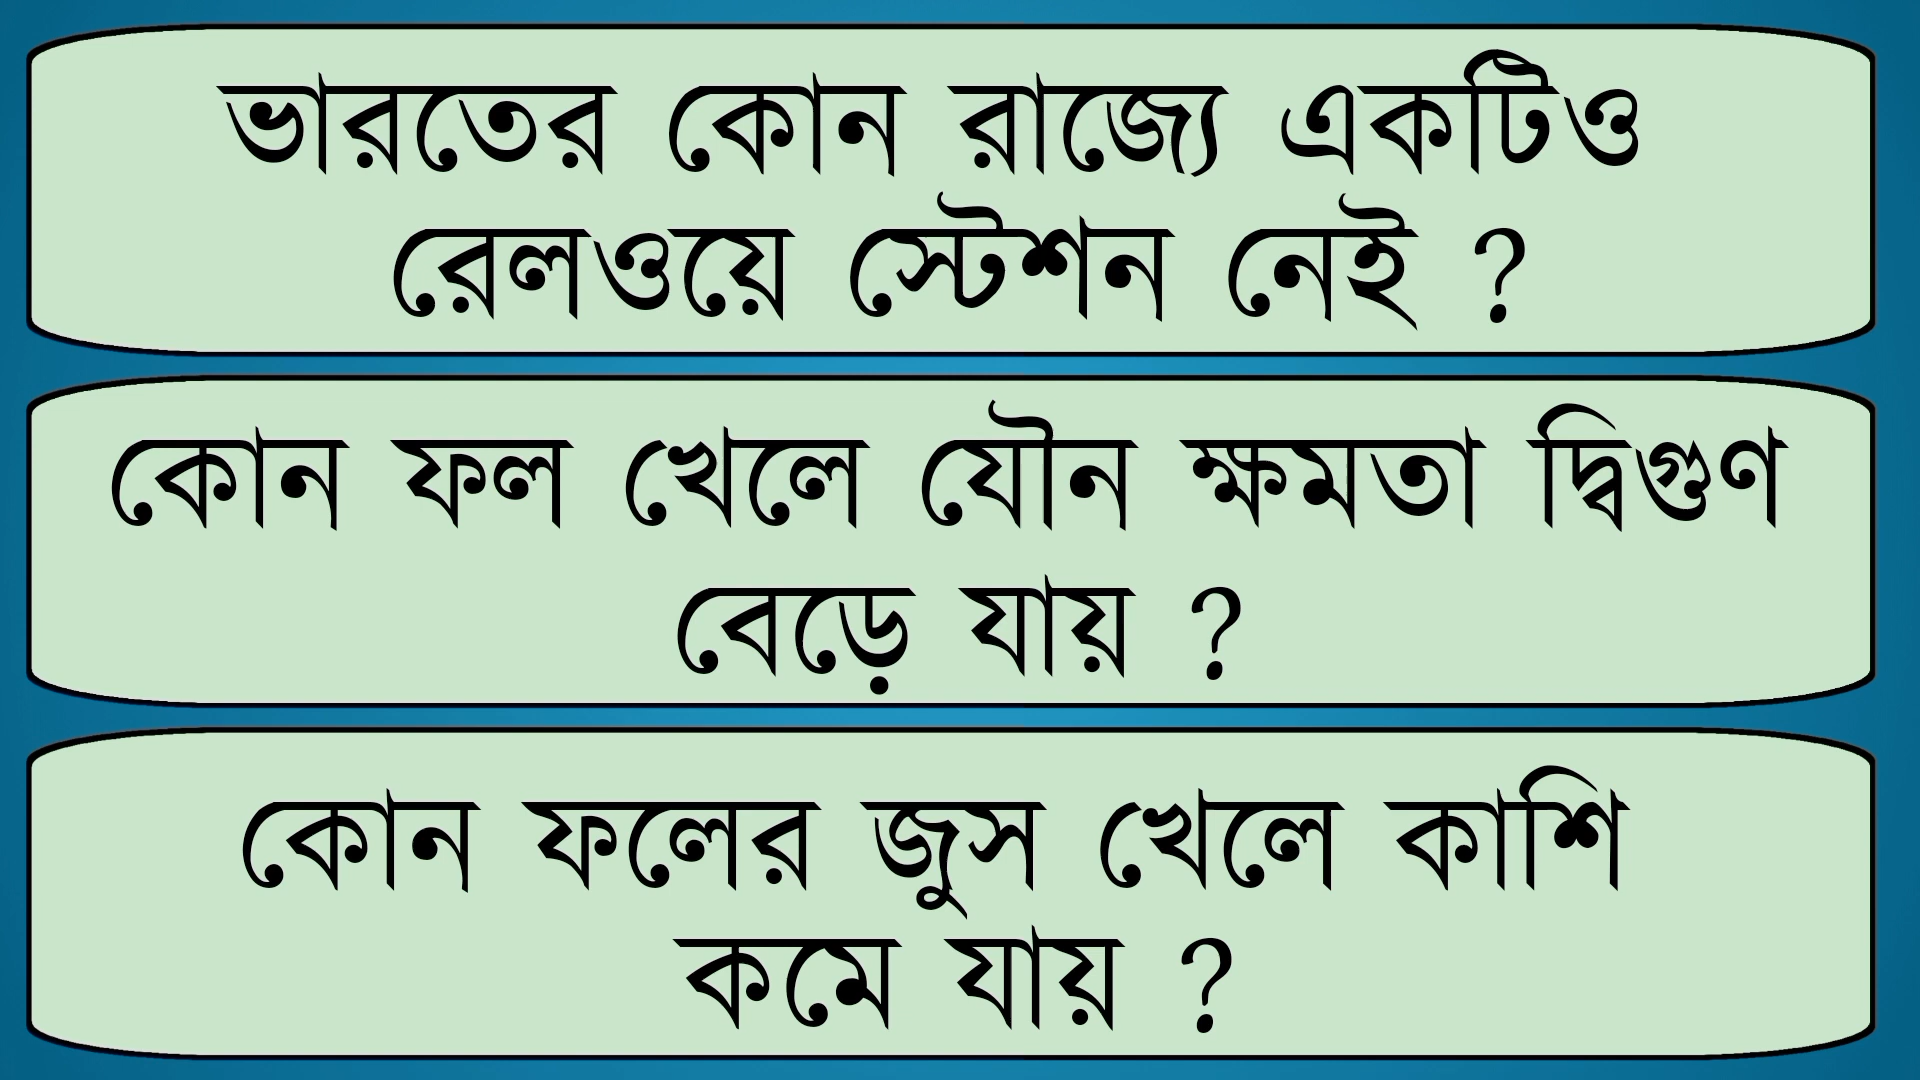 ভারতের কোন রাজ্যে একটিও
রেলওয়ে স্টেশন নেই ?
কোন ফল খেলে যৌন ক্ষমতা দ্বিগুণ
বেড়ে যায় ?
কোন ফলের জুস খেলে কাশি
কমে যায় ?